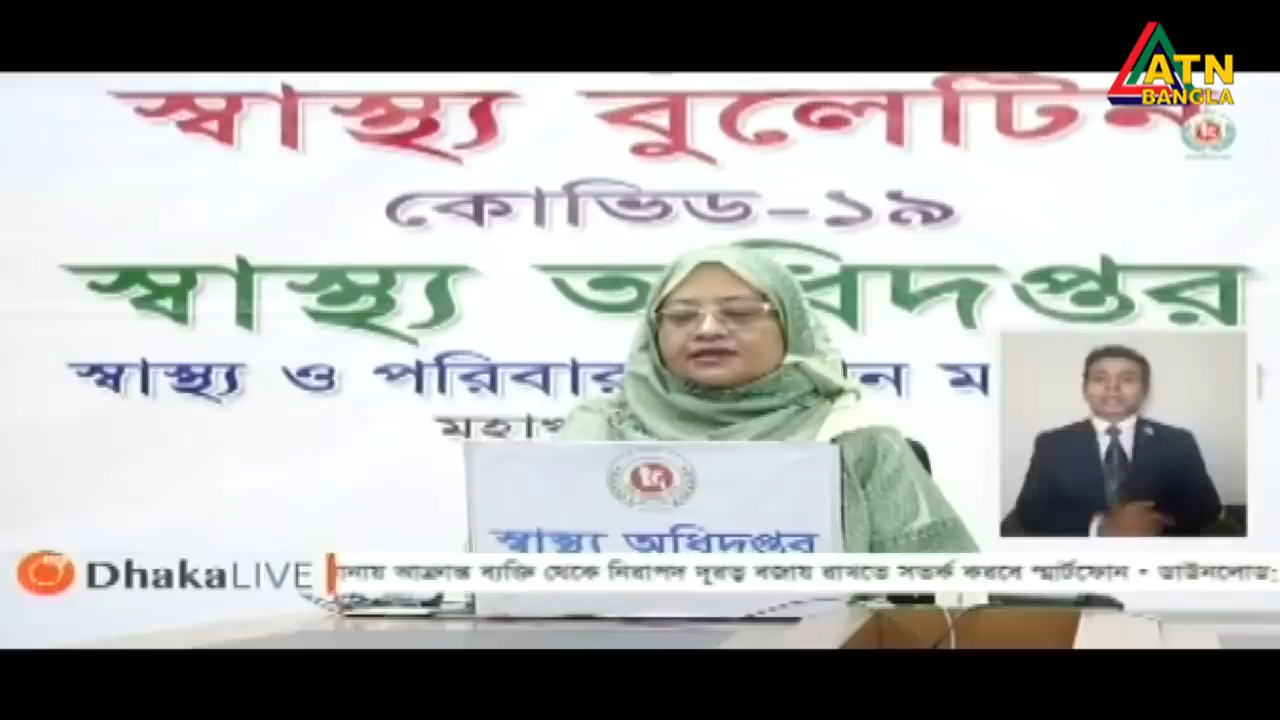 ATN
BANGLA
স্বাস্থ্য বুলেটিন
কোভিড-১৯
স্বাস্থ্য অধিদপ্তর
স্বাস্থ্য ও পরিবার
স্বাস্থ্য অধিদপ্তর
DhakaLIVE
আক্রান্ত ব্যক্তি থেকে নিরাপদ দূরত্ব বজায় রাখতে সতর্ক করবে স্মার্টফোন • ডাউনলোড: